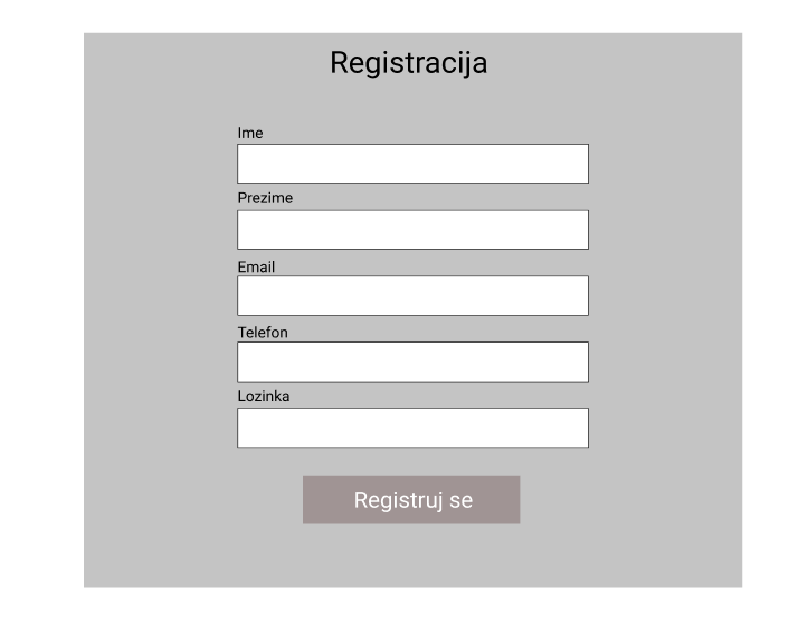 Registracija
Ime
Prezime
Email
Telefon
Lozinka
Registruj se